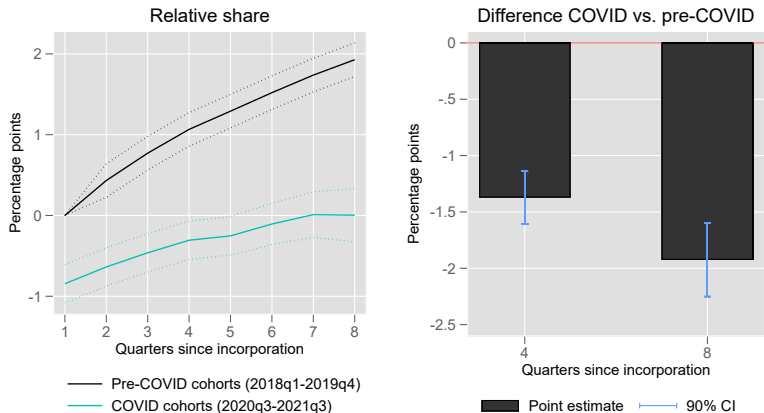 Relative share
Percentage points
2
1
0
-1
1 2 3 4 5 6 7 8
Quarters since incorporation
Pre-COVID cohorts (2018q1-2019q4)
COVID cohorts (2020q3-2021q3)
Difference COVID vs. pre-COVID
Percentage points
0
-.5
-1
-1.5
-2
-2.5
4 8
Quarters since incorporation
Point estimate 90% CI